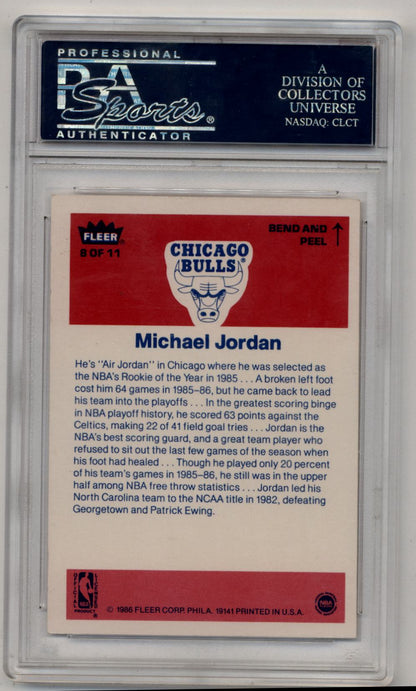 PROFESSIONAL
PSA
Sports®
AUTHENTICATOR
A
DIVISION OF
COLLECTORS
UNIVERSE
NASDAQ: CLCT
FLEER®
8 OF 11
BEND AND
PEEL
CHICAGO
BULLS
Michael Jordan
He's "Air Jordan" in Chicago where he was selected as
the NBA's Rookie of the Year in 1985 . . . A broken left foot
cost him 64 games in 1985-86, but he came back to lead
his team into the playoffs . . . In the greatest scoring binge
in NBA playoff history, he scored 63 points against the
Celtics, making 22 of 41 field goal tries . . . Jordan is the
NBA's best scoring guard, and a great team player who
refused to sit out the last few games of the season when
his foot had healed . . . Though he played only 20 percent
of his team's games in 1985-86, he still was in the upper
half among NBA free throw statistics . . . Jordan led his
North Carolina team to the NCAA title in 1982, defeating
Georgetown and Patrick Ewing.
OFFICIAL LICENSED
NBA
PRODUCT
© 1986 FLEER CORP. PHILA. 19141 PRINTED IN U.S.A.
NBA